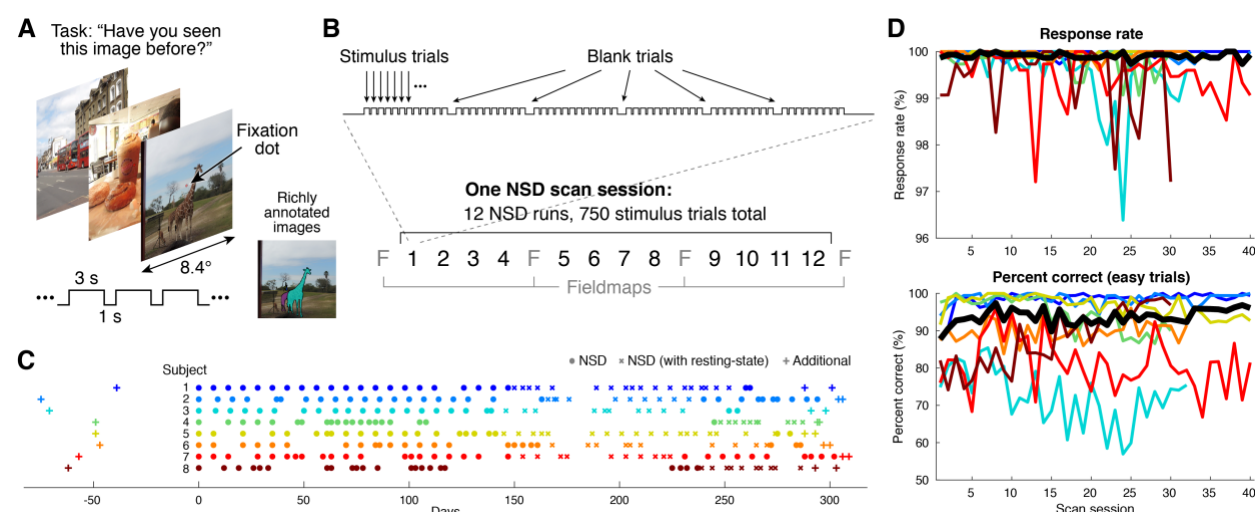 A
Task: “Have you seen
this image before?”
Fixation
dot
Richly
annotated
images
8.4°
3 s
1 s
B
Stimulus trials
Blank trials
One NSD scan session:
12 NSD runs, 750 stimulus trials total
F 1 2 3 4 F 5 6 7 8 F 9 10 11 12 F
Fieldmaps
C
Subject
NSD
NSD (with resting-state)
Additional
1
2
3
4
5
6
7
8
-50 0 50 100 150 200 250 300
Days
D
Response rate
Response rate (%)
100
99
98
97
96
5 10 15 20 25 30 35 40
Percent correct (easy trials)
Percent correct (%)
100
90
80
70
60
50
5 10 15 20 25 30 35 40
Scan session